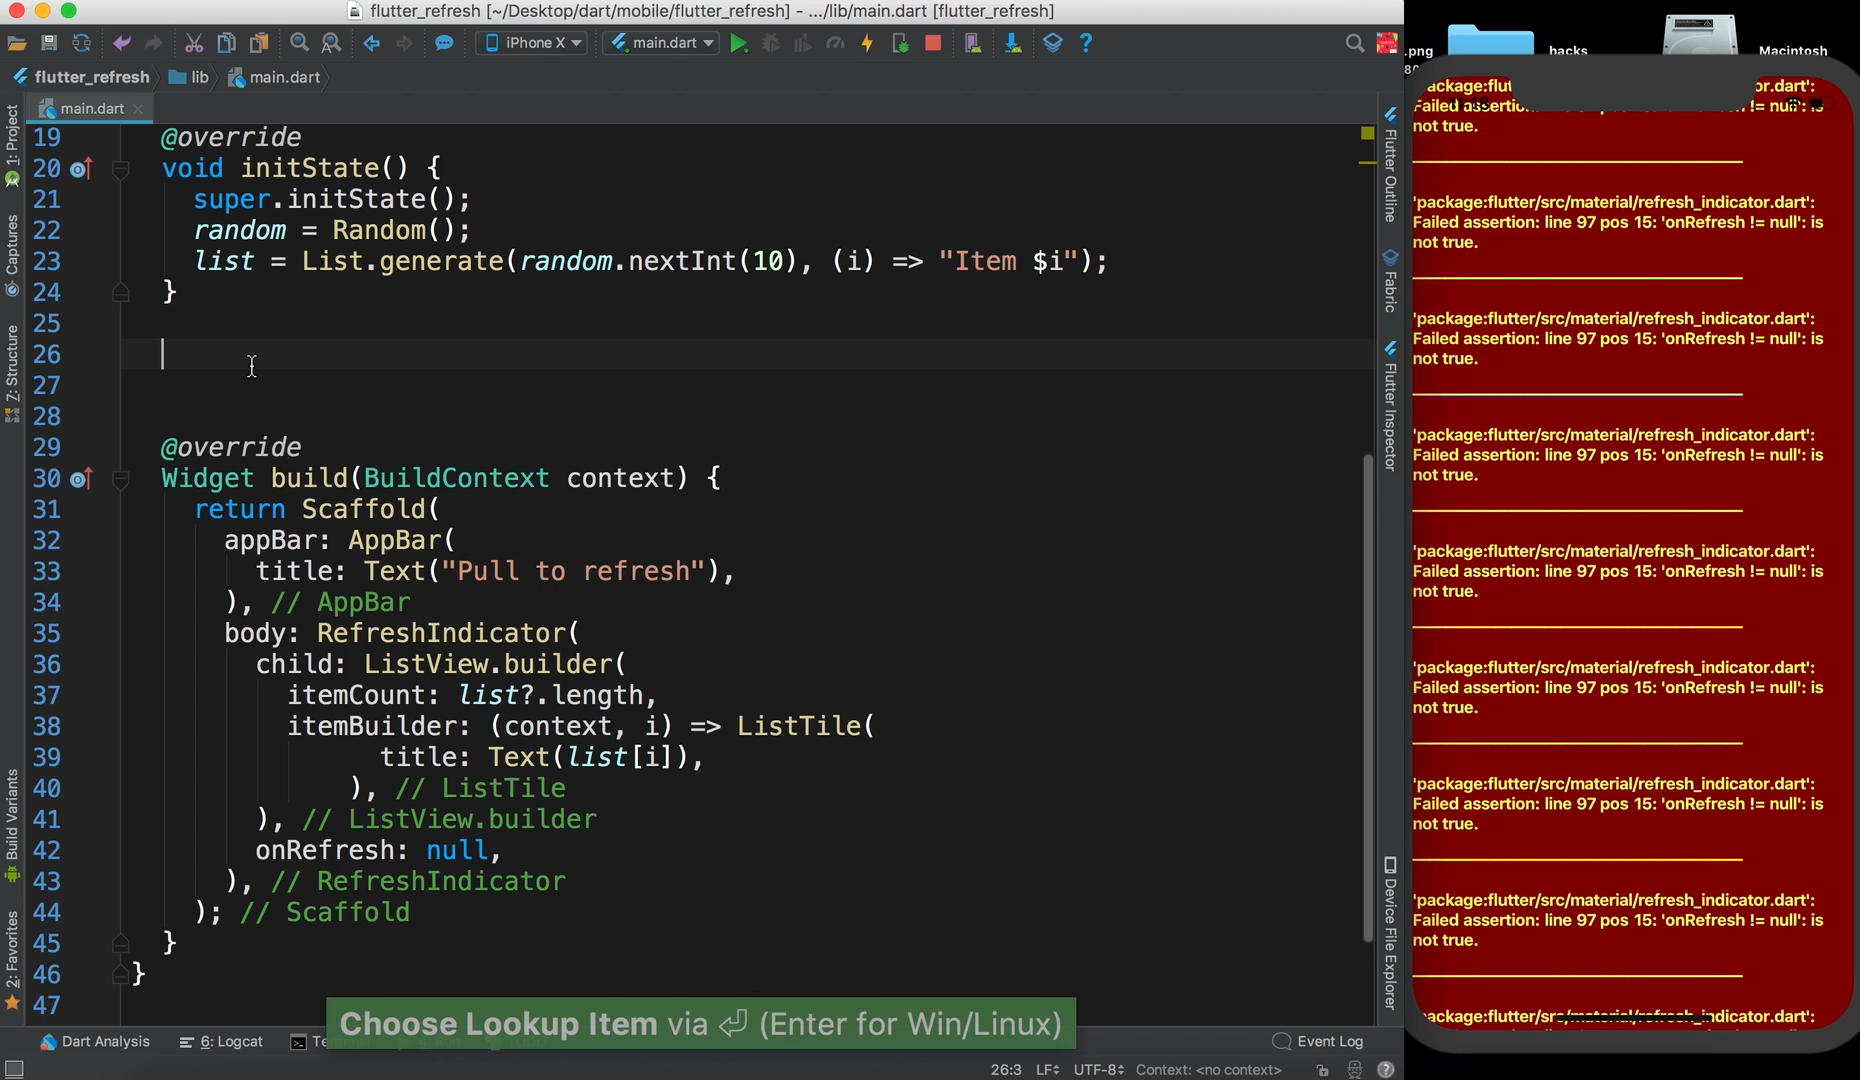 flutter_refresh [~/Desktop/dart/mobile/flutter_refresh] - .../lib/main.dart [flutter_refresh]
iPhone X
main.dart
flutter_refresh
lib
main.dart
main.dart
19 @override
20 void initState() {
21 super.initState();
22 random = Random();
23 list = List.generate(random.nextInt(10), (i) => "Item $i");
24 }
25
26
27
28
29 @override
30 Widget build(BuildContext context) {
31 return Scaffold(
32 appBar: AppBar(
33 title: Text("Pull to refresh"),
34 ), // AppBar
35 body: RefreshIndicator(
36 child: ListView.builder(
37 itemCount: list?.length,
38 itemBuilder: (context, i) => ListTile(
39 title: Text(list[i]),
40 ), // ListTile
41 ), // ListView.builder
42 onRefresh: null,
43 ), // RefreshIndicator
44 ); // Scaffold
45 }
46 }
47
Choose Lookup Item via ⏎ (Enter for Win/Linux)
1: Project
Captures
Z: Structure
Build Variants
2: Favorites
Flutter Outline
Fabric
Flutter Inspector
Device File Explorer
Dart Analysis
6: Logcat
Event Log
26:3 LF UTF-8 Context: <no context>
.png
hacks
Macintosh
or.dart':
!= null': is
not true.
'package:flutter/src/material/refresh_indicator.dart':
Failed assertion: line 97 pos 15: 'onRefresh != null': is
not true.
'package:flutter/src/material/refresh_indicator.dart':
Failed assertion: line 97 pos 15: 'onRefresh != null': is
not true.
'package:flutter/src/material/refresh_indicator.dart':
Failed assertion: line 97 pos 15: 'onRefresh != null': is
not true.
'package:flutter/src/material/refresh_indicator.dart':
Failed assertion: line 97 pos 15: 'onRefresh != null': is
not true.
'package:flutter/src/material/refresh_indicator.dart':
Failed assertion: line 97 pos 15: 'onRefresh != null': is
not true.
'package:flutter/src/material/refresh_indicator.dart':
Failed assertion: line 97 pos 15: 'onRefresh != null': is
not true.
'package:flutter/src/material/refresh_indicator.dart':
Failed assertion: line 97 pos 15: 'onRefresh != null': is
not true.
ackage:flutter/src/material/refresh_indicator.dart':